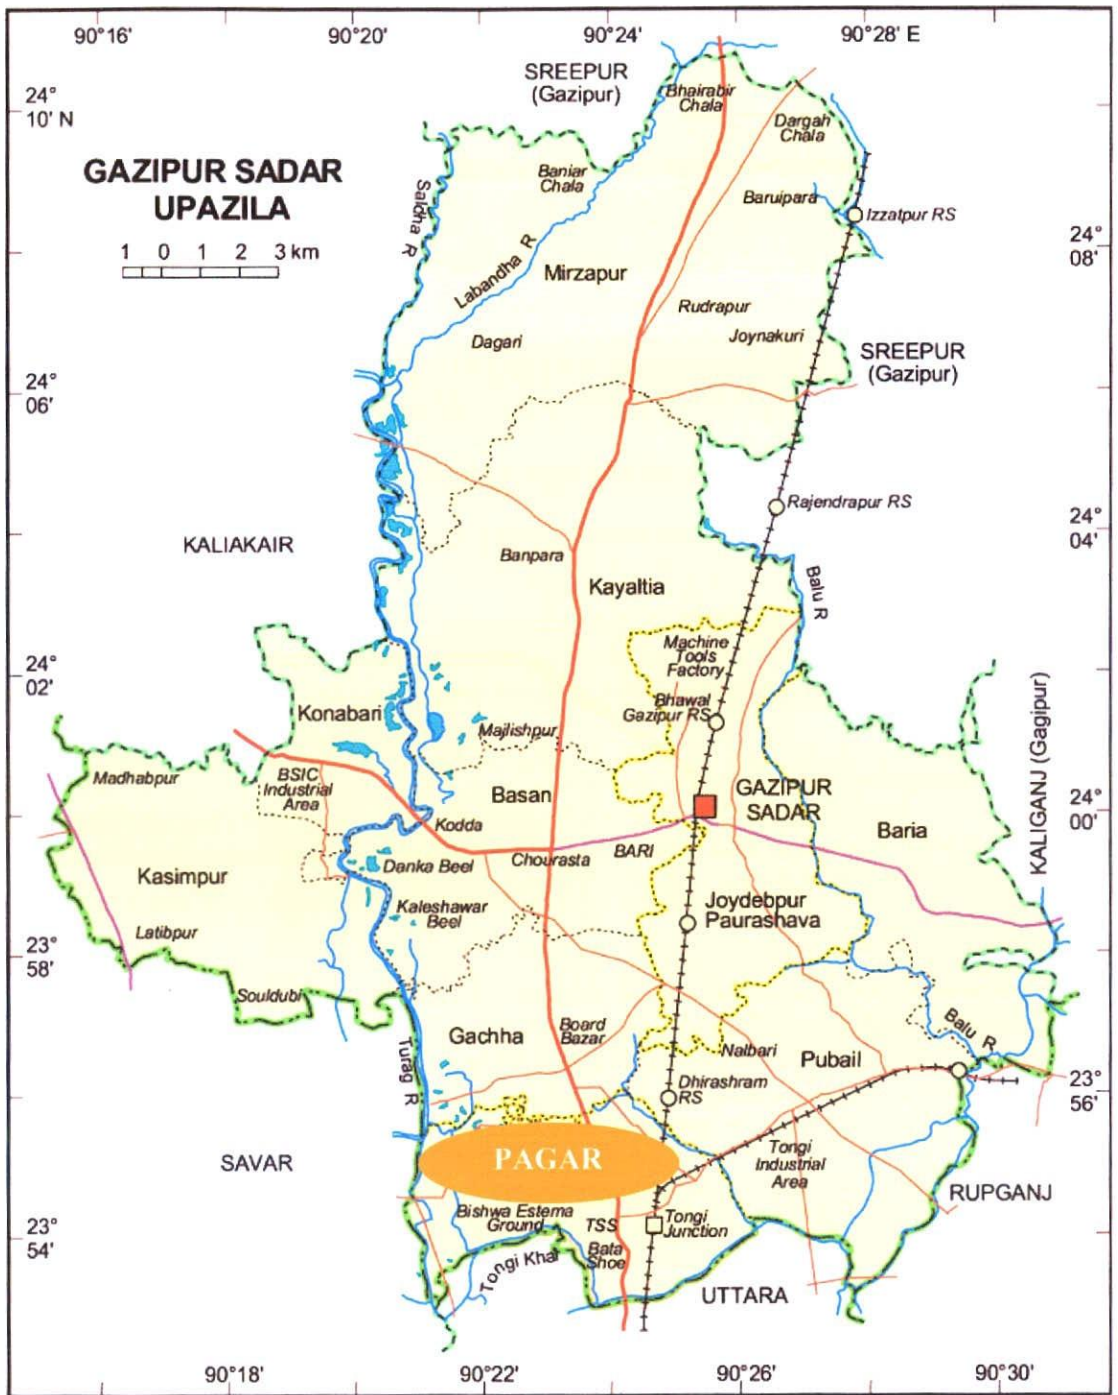 90°16'
90°20'
90°24'
90°28' E
SREEPUR
(Gazipur)
Bhairabir
Chala
24°
10' N
Dargah
Chala
GAZIPUR SADAR
UPAZILA
Baniar
Chala
Saldha R
Baruipara
Izzatpur RS
24°
08'
1 0 1 2 3 km
Labandha R
Mirzapur
Rudrapur
Joynakuri
Dagari
SREEPUR
(Gazipur)
24°
06'
Rajendrapur RS
24°
04'
KALIAKAIR
Banpara
Kayaltia
Balu R
Machine
Tools
Factory
24°
02'
Bhawal
Gazipur RS
Konabari
Majlishpur
KALIGANJ (Gagipur)
Madhabpur
BSIC
Industrial
Area
Basan
GAZIPUR
SADAR
24°
00'
Kodda
Baria
Chourasta
BARI
Danka Beel
Kasimpur
Joydebpur
Paurashava
Kaleshawar
Beel
Latibpur
23°
58'
Souldubi
Gachha
Board
Bazar
Balu R
Nalbari
Pubail
Turag R
Dhirashram
RS
23°
56'
PAGAR
SAVAR
Tongi
Industrial
Area
RUPGANJ
Bishwa Estema
Ground
TSS
Tongi
Junction
23°
54'
Bata
Shoe
Tongi Khal
UTTARA
90°18'
90°22'
90°26'
90°30'